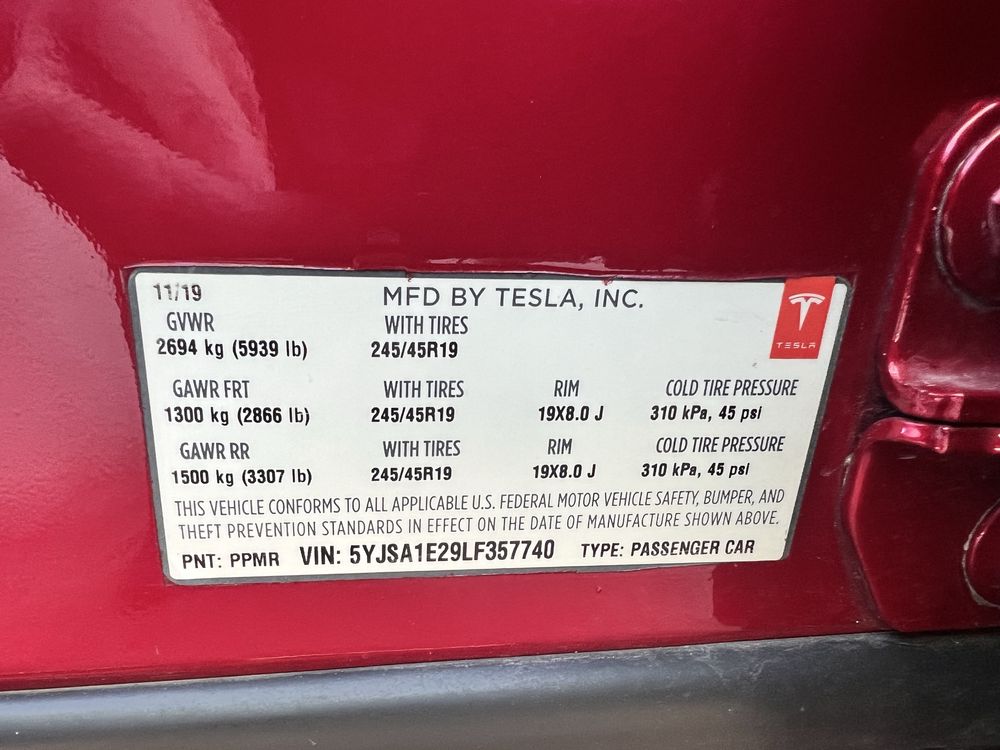 11/19 MFD BY TESLA, INC.
GVWR WITH TIRES
2694 kg (5939 lb) 245/45R19
TESLA
GAWR FRT WITH TIRES RIM COLD TIRE PRESSURE
1300 kg (2866 lb) 245/45R19 19X8.0 J 310 kPa, 45 psi
GAWR RR WITH TIRES RIM COLD TIRE PRESSURE
1500 kg (3307 lb) 245/45R19 19X8.0 J 310 kPa, 45 psi
THIS VEHICLE CONFORMS TO ALL APPLICABLE U.S. FEDERAL MOTOR VEHICLE SAFETY, BUMPER, AND
THEFT PREVENTION STANDARDS IN EFFECT ON THE DATE OF MANUFACTURE SHOWN ABOVE.
PNT: PPMR VIN: 5YJSA1E29LF357740 TYPE: PASSENGER CAR